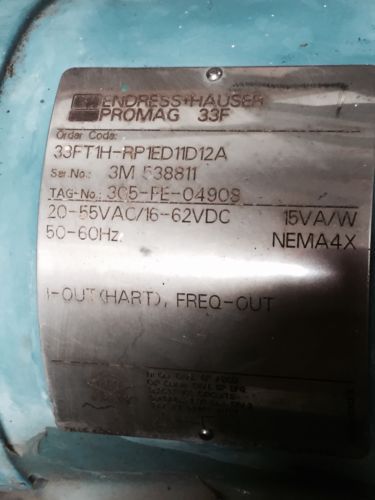 ENDRESS+HAUSER
PROMAG 33F
Order Code:
33FT1H-RP1ED11D12A
Ser.No.: 3M 538811
TAG-No.: 305-FE-04908
20-55VAC/16-62VDC 15VA/W
50-60Hz NEMA4X
I-OUT (HART), FREQ-OUT